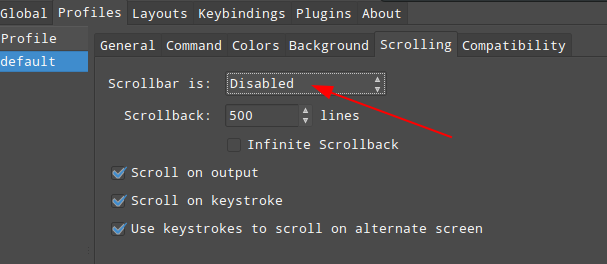 Global Profiles Layouts Keybindings Plugins About
Profile
default
General Command Colors Background Scrolling Compatibility
Scrollbar is: Disabled
Scrollback: 500 lines
Infinite Scrollback
Scroll on output
Scroll on keystroke
Use keystrokes to scroll on alternate screen